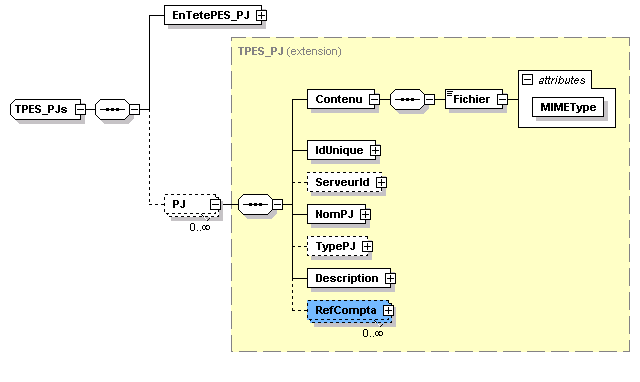 EnTetePES_PJ
TPES_PJ (extension)
attributes
TPES_PJs
Contenu
Fichier
MIMEType
IdUnique
ServeurId
PJ
0..∞
NomPJ
TypePJ
Description
RefCompta
0..∞